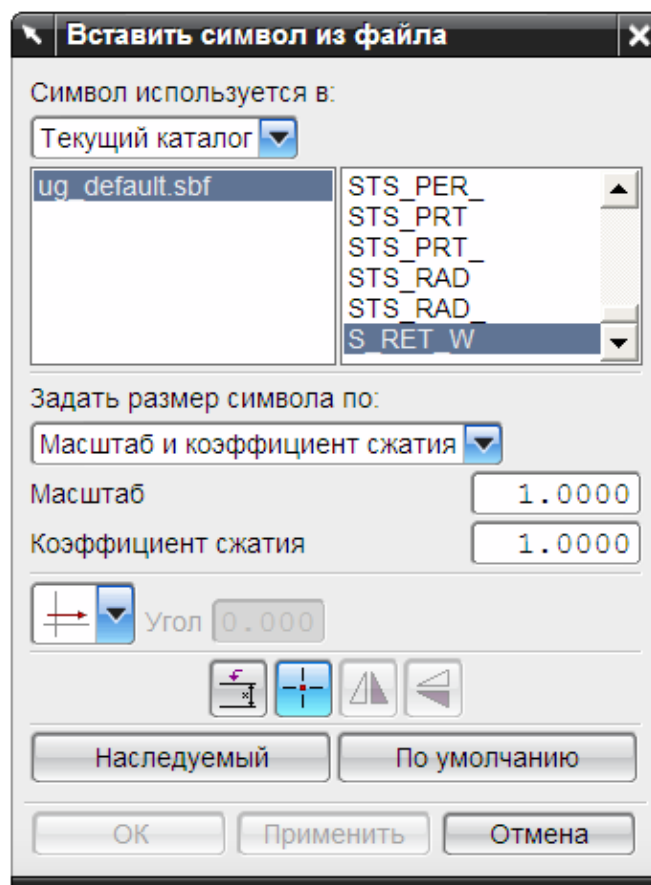 Вставить символ из файла
Символ используется в:
Текущий каталог
ug_default.sbf
STS_PER_
STS_PRT
STS_PRT_
STS_RAD
STS_RAD_
S_RET_W
Задать размер символа по:
Масштаб и коэффициент сжатия
Масштаб 1.0000
Коэффициент сжатия 1.0000
Угол 0.000
Наследуемый По умолчанию
ОК Применить Отмена